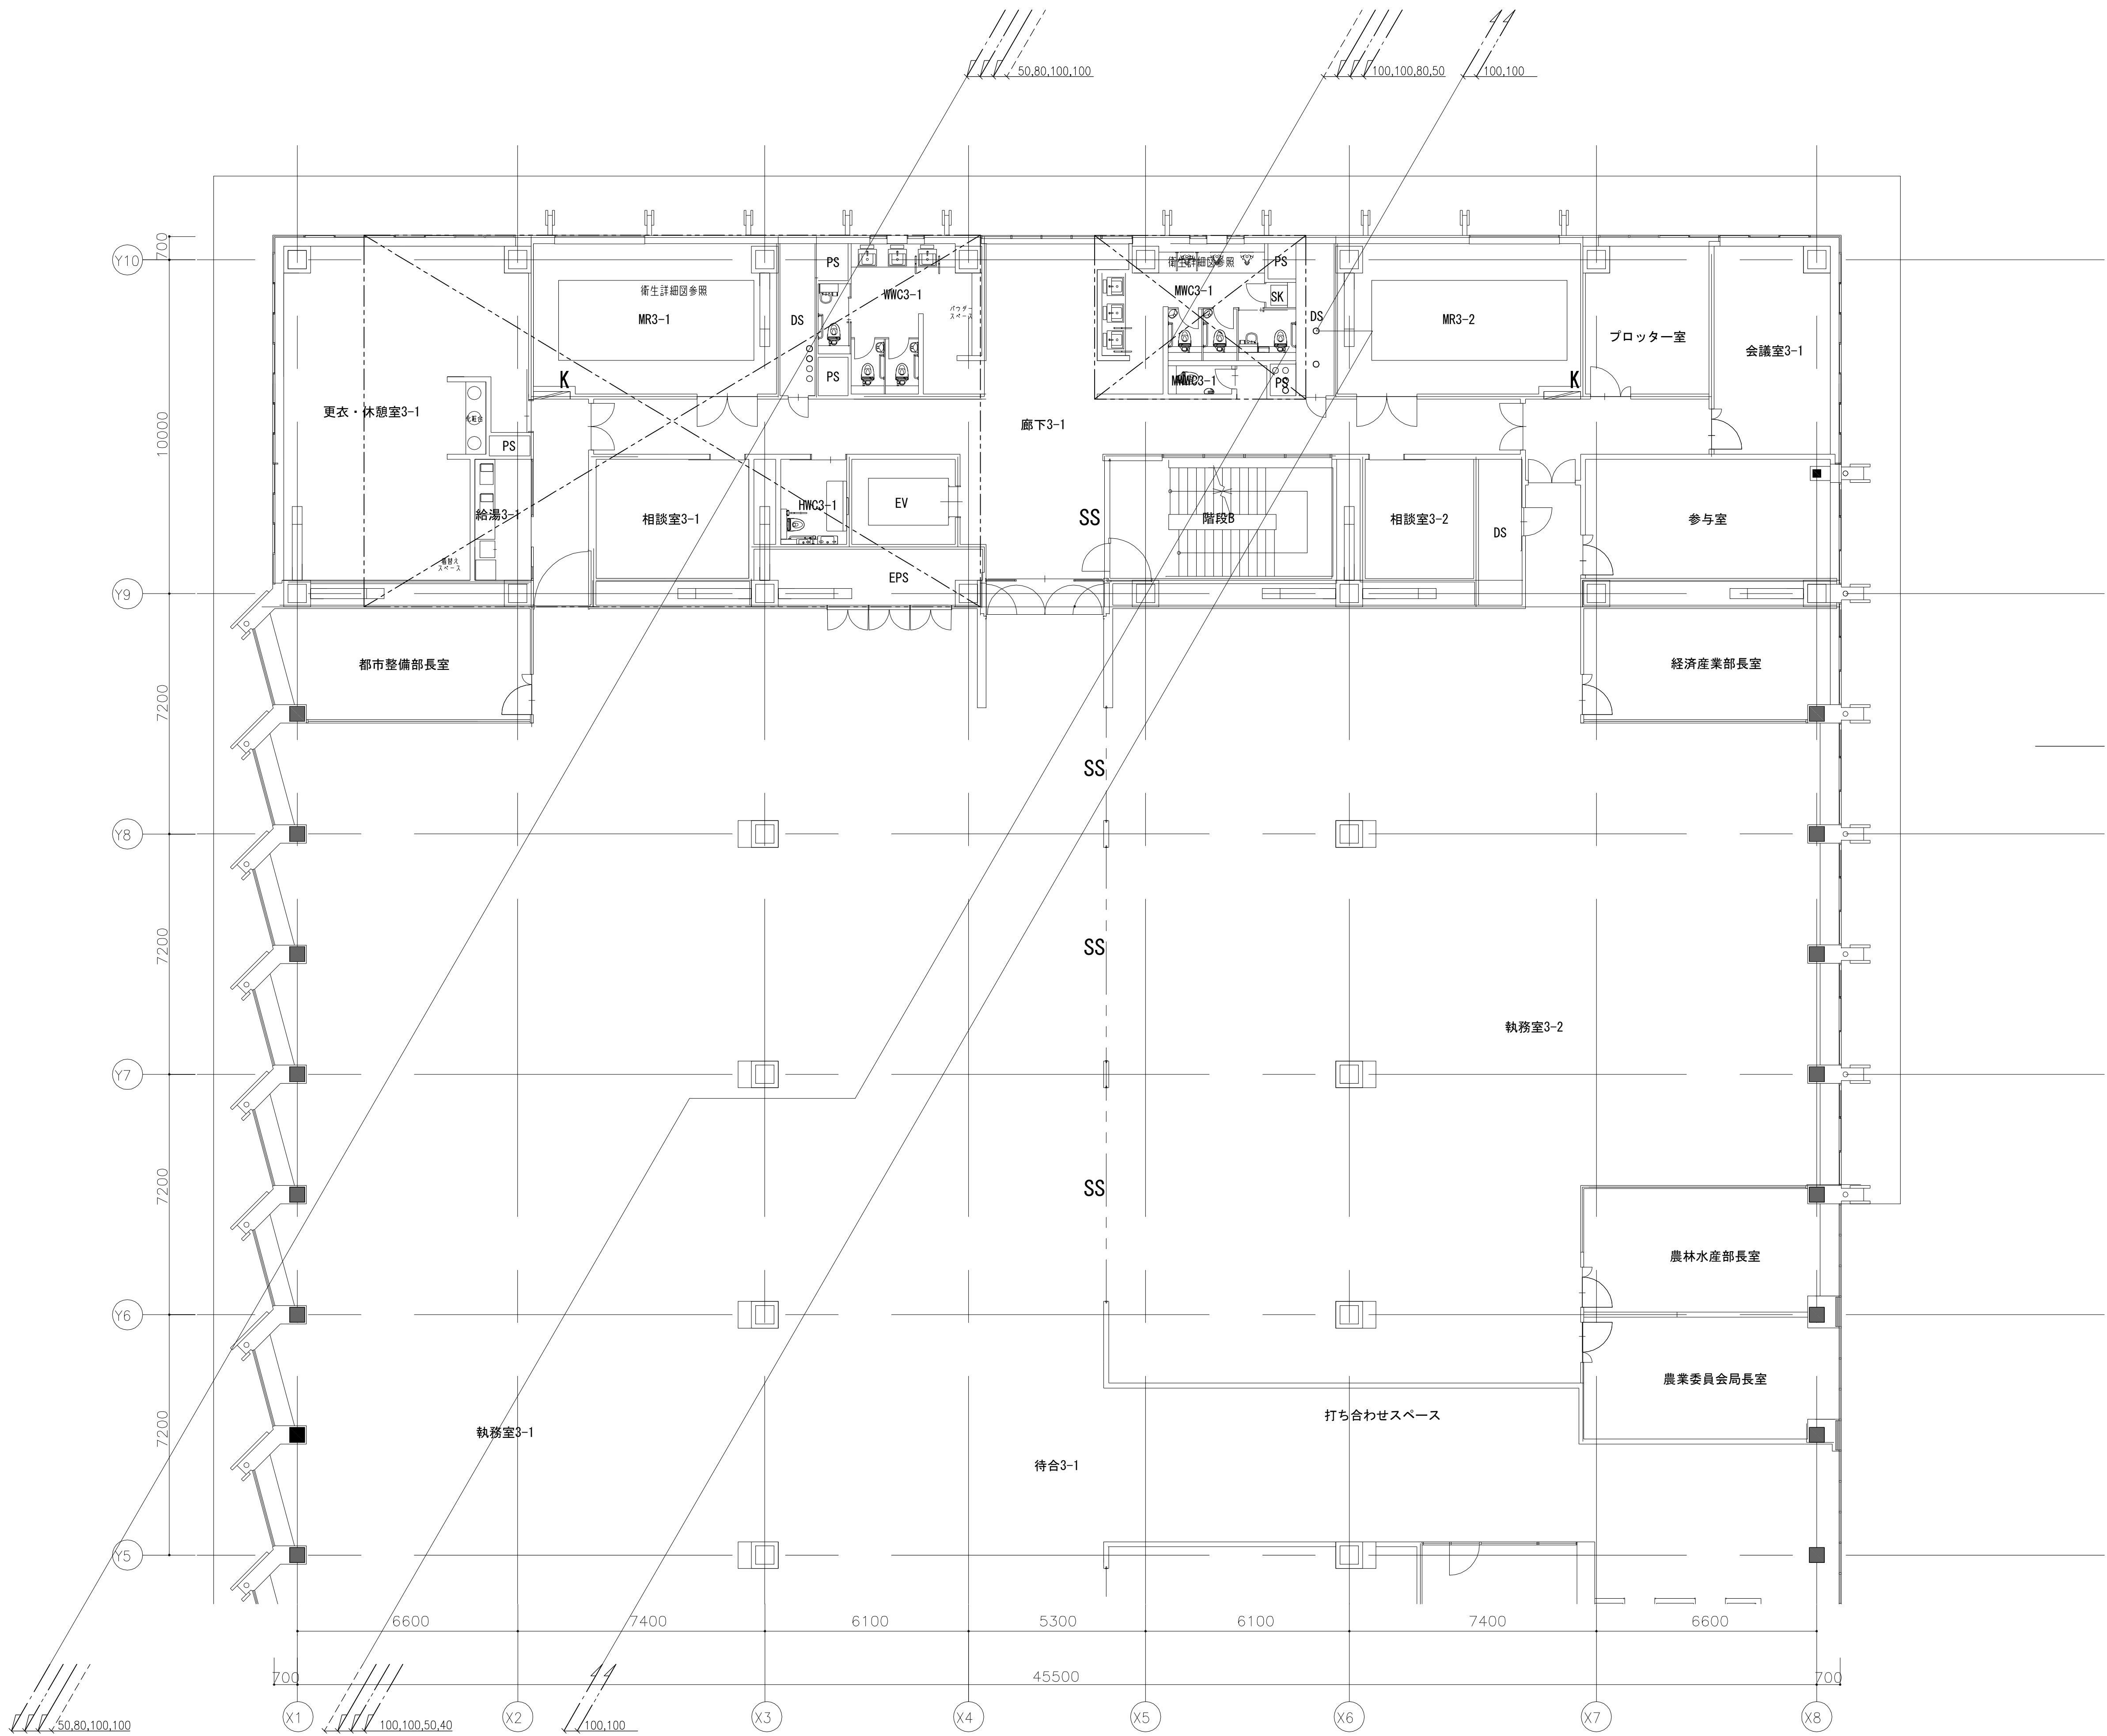 50,80,100,100
100,100,80,50
100,100
700
Y10
衛生詳細図参照
PS
WWC3-1
パウダー
スペース
衛生詳細図参照
PS
MWC3-1
SK
MR3-1
DS
DS
MR3-2
プロッター室
会議室3-1
K
PS
PS
K
更衣・休憩室3-1
化粧台
廊下3-1
10000
PS
HWC3-1
EV
給湯3-1
相談室3-1
SS
階段B
相談室3-2
DS
参与室
着替え
スペース
EPS
Y9
都市整備部長室
経済産業部長室
7200
SS
Y8
7200
SS
執務室3-2
Y7
7200
SS
農林水産部長室
Y6
農業委員会局長室
打ち合わせスペース
7200
執務室3-1
待合3-1
Y5
6600
7400
6100
5300
6100
7400
6600
700
45500
700
X1
X2
X3
X4
X5
X6
X7
X8
50,80,100,100
100,100,50,40
100,100